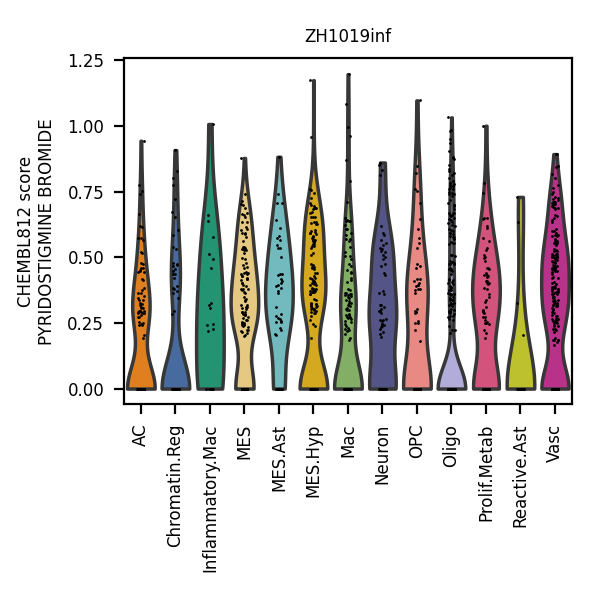 ZH1019inf
CHEMBL812 score
PYRIDOSTIGMINE BROMIDE
1.25
1.00
0.75
0.50
0.25
0.00
AC
Chromatin.Reg
Inflammatory.Mac
MES
MES.Ast
MES.Hyp
Mac
Neuron
OPC
Oligo
Prolif.Metab
Reactive.Ast
Vasc